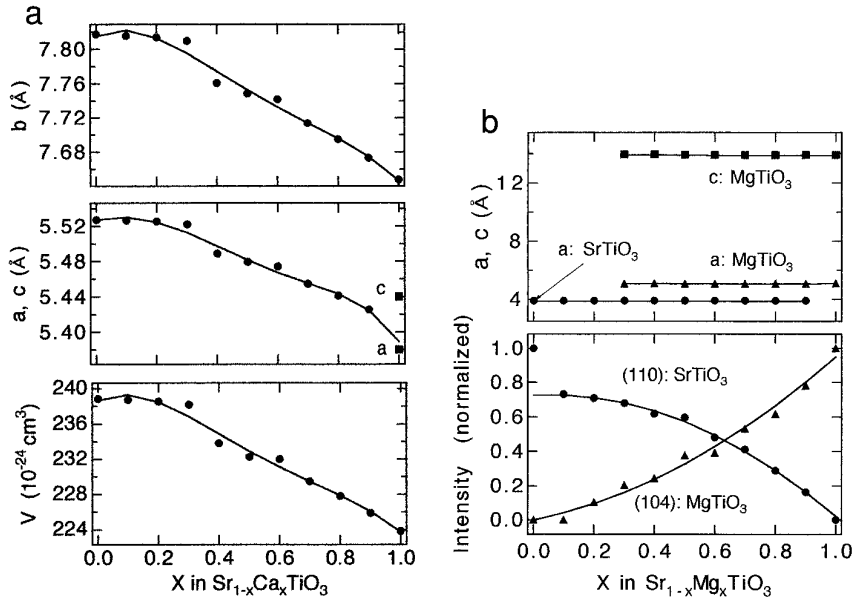 a
b (Å)
7.80
7.76
7.72
7.68
a, c (Å)
5.52
5.48
5.44
5.40
c
a
V (10⁻²⁴ cm³)
240
236
232
228
224
0.0 0.2 0.4 0.6 0.8 1.0
X in Sr₁₋ₓCaₓTiO₃
b
a, c (Å)
12
8
4
c: MgTiO₃
a: SrTiO₃
a: MgTiO₃
Intensity (normalized)
1.0
0.8
0.6
0.4
0.2
0.0
(110): SrTiO₃
(104): MgTiO₃
0.0 0.2 0.4 0.6 0.8 1.0
X in Sr₁₋ₓMgₓTiO₃